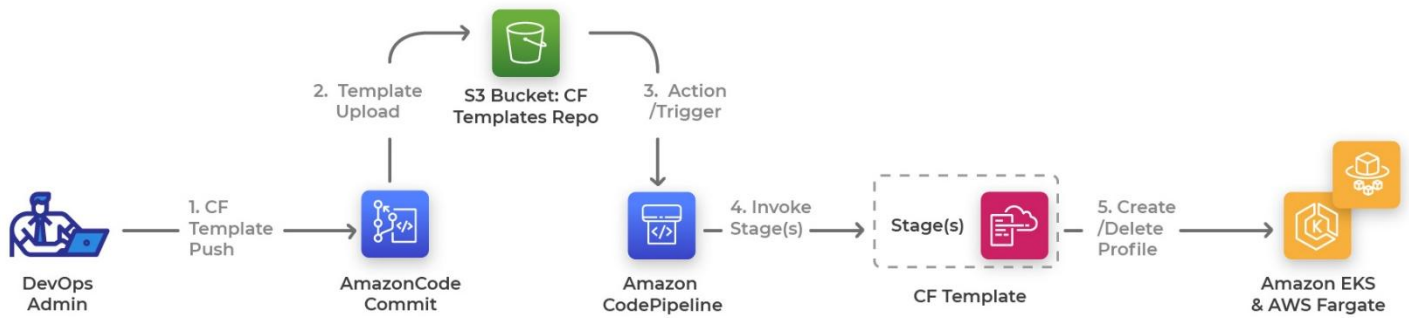 DevOps
Admin
1. CF
Template
Push
AmazonCode
Commit
2. Template
Upload
S3 Bucket: CF
Templates Repo
3. Action
/Trigger
Amazon
CodePipeline
4. Invoke
Stage(s)
Stage(s)
CF Template
5. Create
/Delete
Profile
K
Amazon EKS
& AWS Fargate